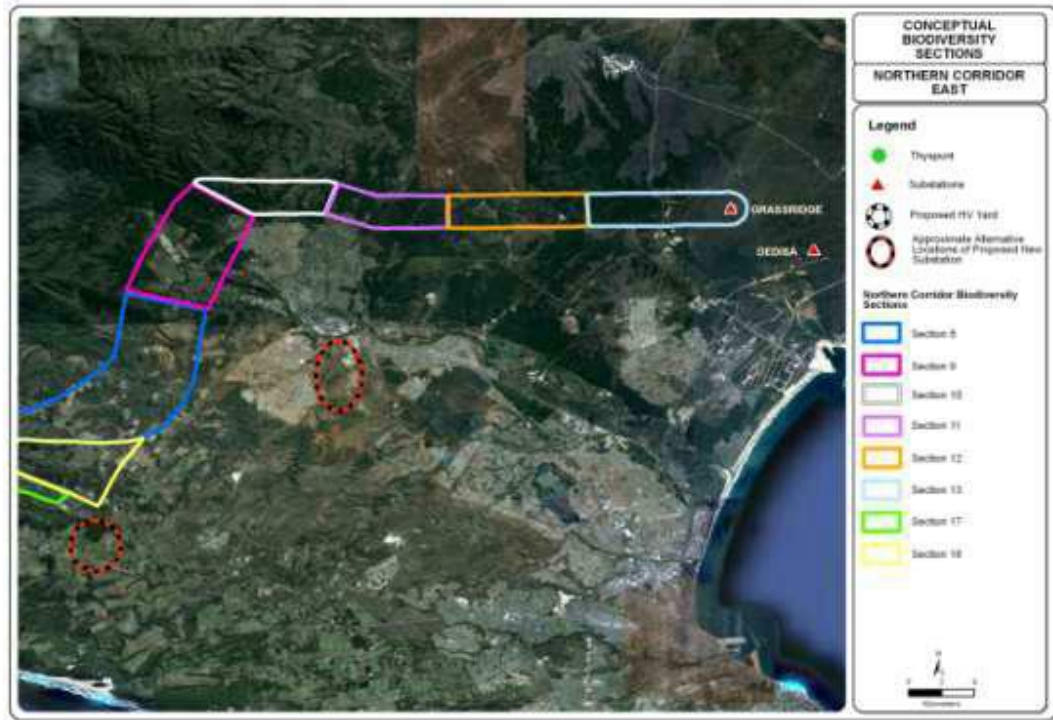 CONCEPTUAL
BIODIVERSITY
SECTIONS
NORTHERN CORRIDOR
EAST
Legend
Thyspunt
Substations
Proposed HV Yard
Approximate Alternative
Locations of Proposed New
Substation
Northern Corridor Biodiversity
Sections
Section 8
Section 9
Section 10
Section 11
Section 12
Section 13
Section 17
Section 18
GRASSRIDGE
DEDISA
N
Kilometers